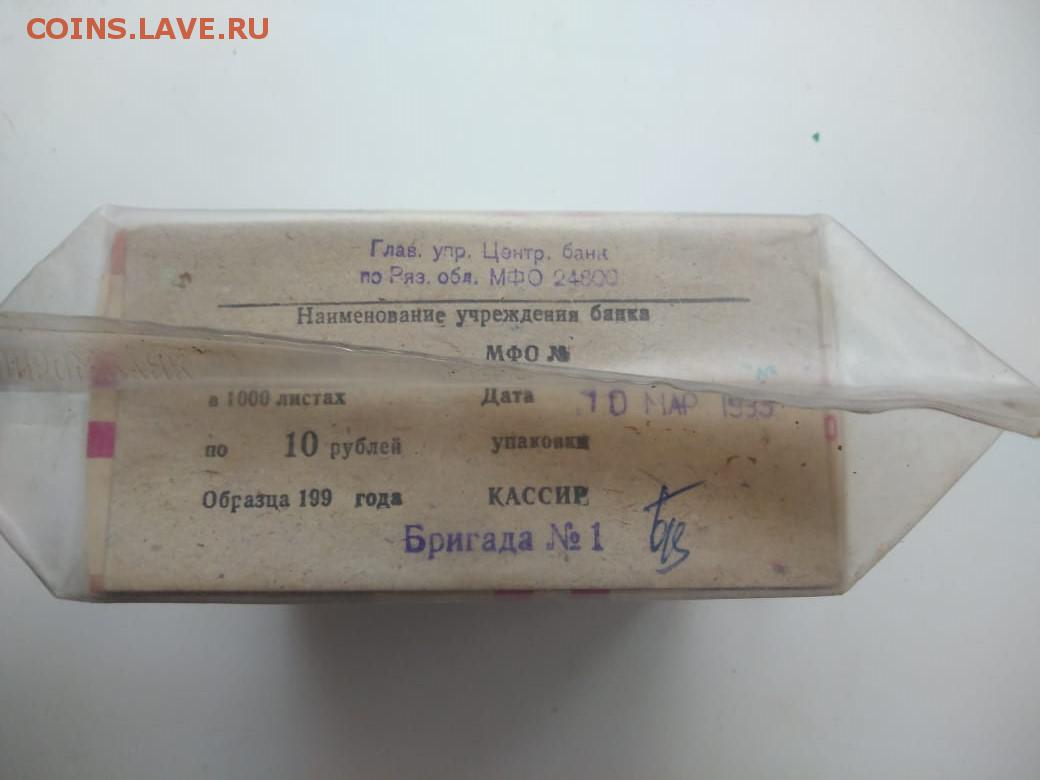 COINS.LAVE.RU
Глав. упр. Центр. банк
по Ряз. обл. МФО 24800
Наименование учреждения банка
МФО №
в 1000 листах Дата 10 МАР
по 10 рублей упаковки
Образца 199 года КАССИР
Бригада № 1